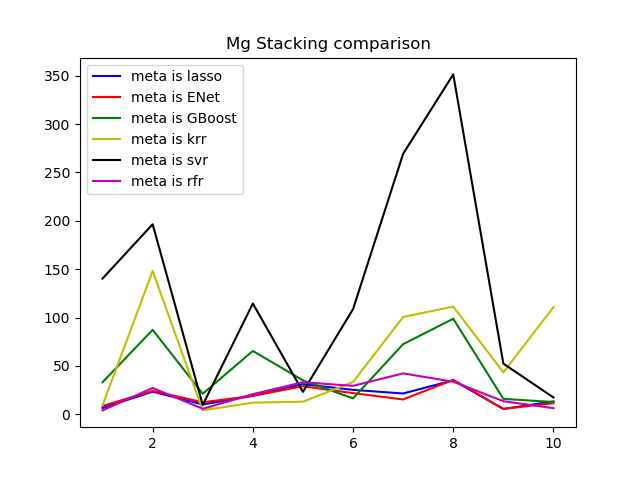 Mg Stacking comparison
meta is lasso
meta is ENet
meta is GBoost
meta is krr
meta is svr
meta is rfr
350
300
250
200
150
100
50
0
2 4 6 8 10